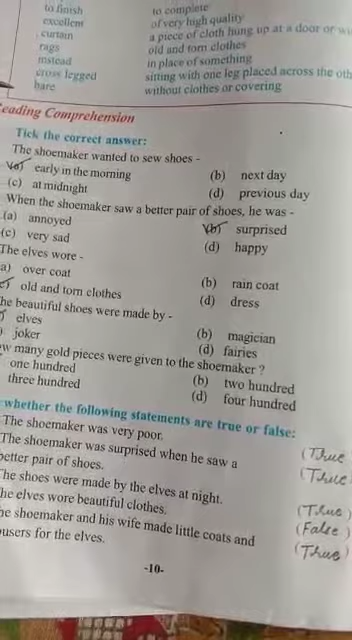 to finish to complete
excellent of very high quality
curtain a piece of cloth hung up at a door or
rags old and torn clothes
instead in place of something
cross legged sitting with one leg placed across the oth
bare without clothes or covering
eading Comprehension
Tick the correct answer:
The shoemaker wanted to sew shoes -
(a) early in the morning (b) next day
(c) at midnight (d) previous day
When the shoemaker saw a better pair of shoes, he was -
(a) annoyed (b) surprised
(c) very sad (d) happy
The elves wore -
a) over coat (b) rain coat
c) old and torn clothes (d) dress
he beautiful shoes were made by -
elves (b) magician
) joker (d) fairies
w many gold pieces were given to the shoemaker ?
one hundred (b) two hundred
three hundred (d) four hundred
whether the following statements are true or false:
The shoemaker was very poor. (True
The shoemaker was surprised when he saw a (True
better pair of shoes.
The shoes were made by the elves at night. (True)
he elves wore beautiful clothes. (False)
he shoemaker and his wife made little coats and (True)
users for the elves.
-10-